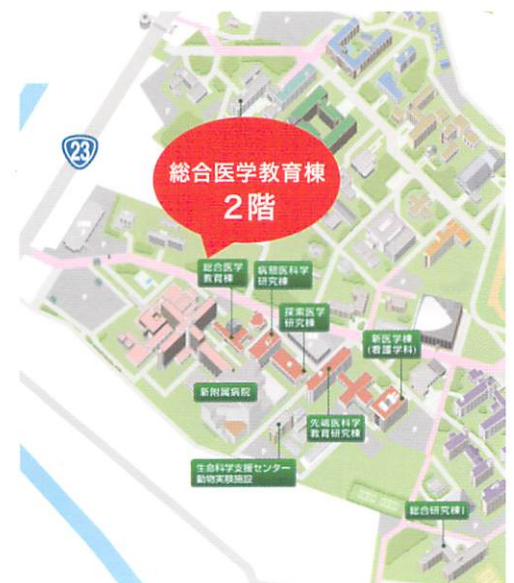 23
総合医学教育棟
2階
総合医学
教育棟
病態医科学
研究棟
探索医学
研究棟
新医学棟
(看護学科)
新附属病院
先端医科学
教育研究棟
生命科学支援センター
動物実験施設
総合研究棟Ⅰ